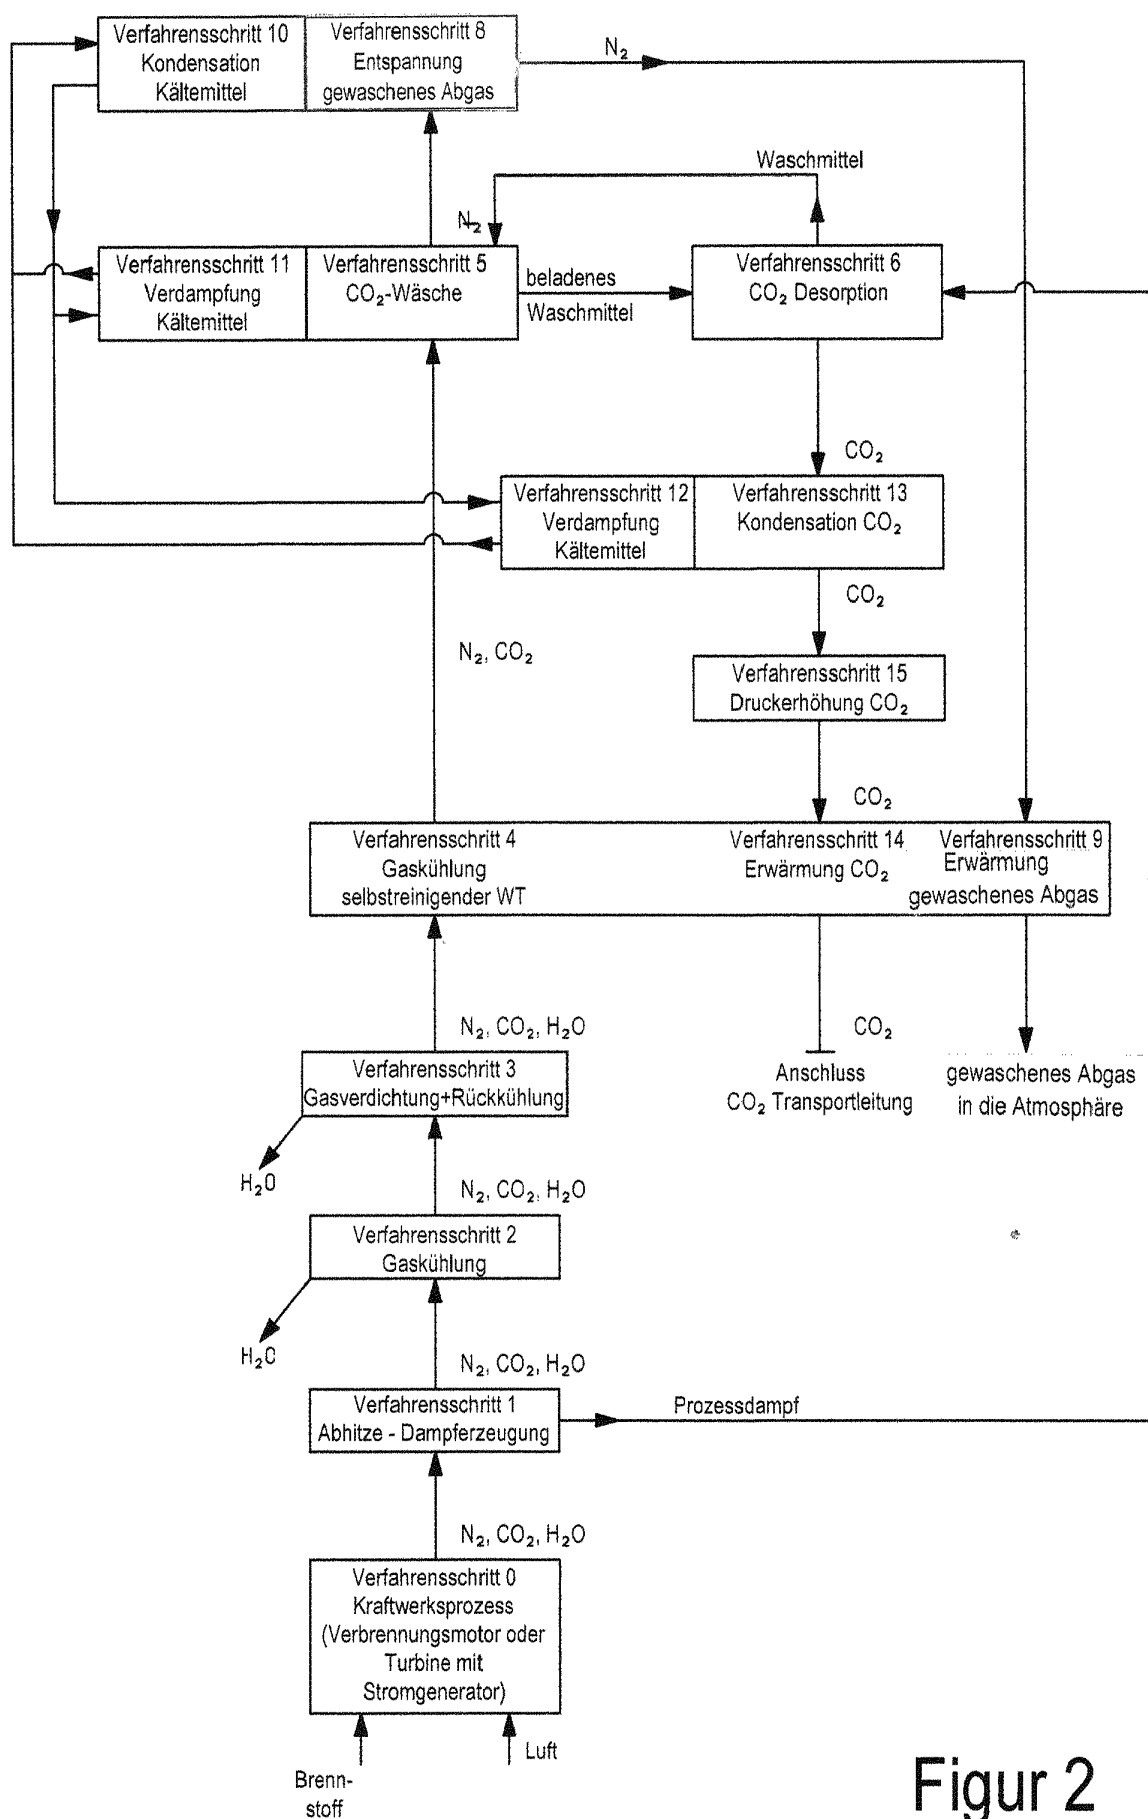 Verfahrensschritt 10
Kondensation
Kältemittel
Verfahrensschritt 8
Entspannung
gewaschenes Abgas
N₂
Waschmittel
N₂
Verfahrensschritt 11
Verdampfung
Kältemittel
Verfahrensschritt 5
CO₂-Wäsche
beladenes
Waschmittel
Verfahrensschritt 6
CO₂ Desorption
CO₂
Verfahrensschritt 12
Verdampfung
Kältemittel
Verfahrensschritt 13
Kondensation CO₂
CO₂
N₂, CO₂
Verfahrensschritt 15
Druckerhöhung CO₂
CO₂
Verfahrensschritt 4
Gaskühlung
selbstreinigender WT
Verfahrensschritt 14
Erwärmung CO₂
Verfahrensschritt 9
Erwärmung
gewaschenes Abgas
N₂, CO₂, H₂O
CO₂
Verfahrensschritt 3
Gasverdichtung+Rückkühlung
Anschluss
CO₂ Transportleitung
gewaschenes Abgas
in die Atmosphäre
H₂O
N₂, CO₂, H₂O
Verfahrensschritt 2
Gaskühlung
H₂O
N₂, CO₂, H₂O
Verfahrensschritt 1
Abhitze - Dampferzeugung
Prozessdampf
N₂, CO₂, H₂O
Verfahrensschritt 0
Kraftwerksprozess
(Verbrennungsmotor oder
Turbine mit
Stromgenerator)
Luft
Brenn-
stoff
Figur 2